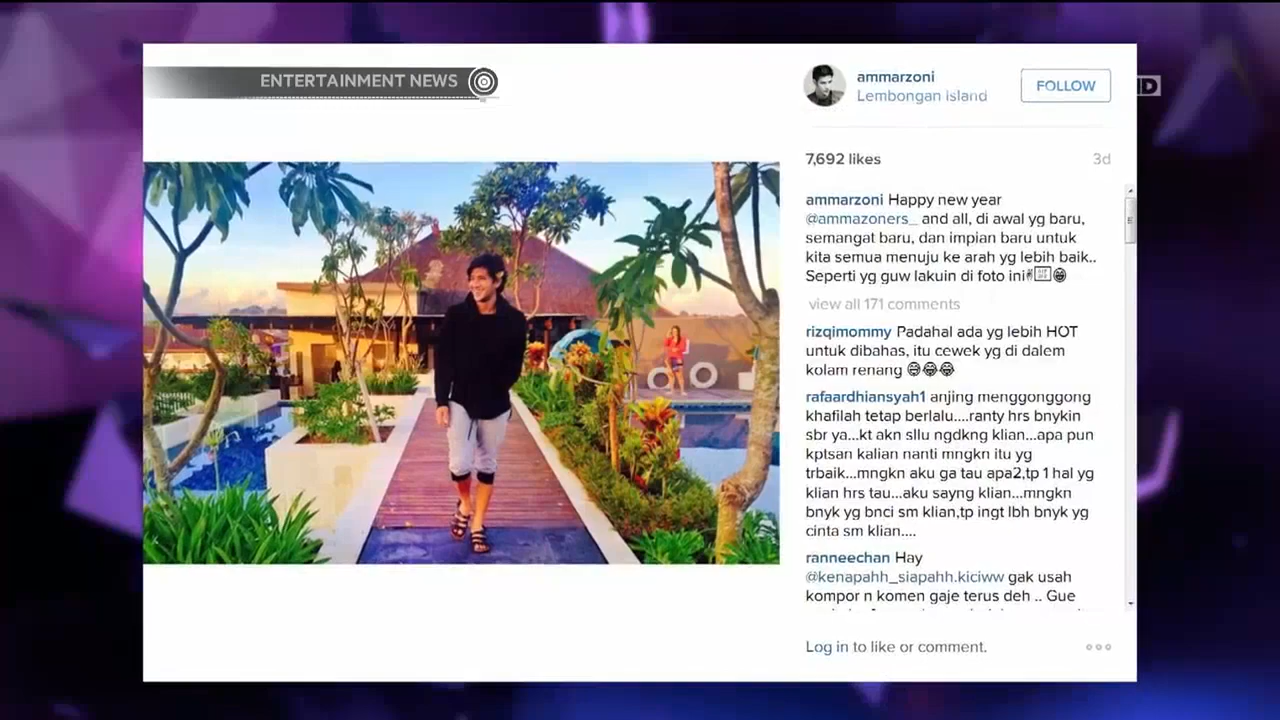 ENTERTAINMENT NEWS
ammarzoni
Lembongan Island
FOLLOW
7,692 likes
3d
ammarzoni Happy new year
@ammazoners_ and all, di awal yg baru,
semangat baru, dan impian baru untuk
kita semua menuju ke arah yg lebih baik..
Seperti yg guw lakuin di foto ini✌😁
view all 171 comments
rizqimommy Padahal ada yg lebih HOT
untuk dibahas, itu cewek yg di dalem
kolam renang 😅😂😂
rafaardhiansyah1 anjing menggonggong
khafilah tetap berlalu....ranty hrs bnykin
sbr ya...kt akn sllu ngdkng klian...apa pun
kptsan kalian nanti mngkn itu yg
trbaik...mngkn aku ga tau apa2,tp 1 hal yg
klian hrs tau...aku sayng klian...mngkn
bnyk yg bnci sm klian,tp ingt lbh bnyk yg
cinta sm klian....
ranneechan Hay
@kenapahh_siapahh.kiciww gak usah
kompor n komen gaje terus deh .. Gue
Log in to like or comment.